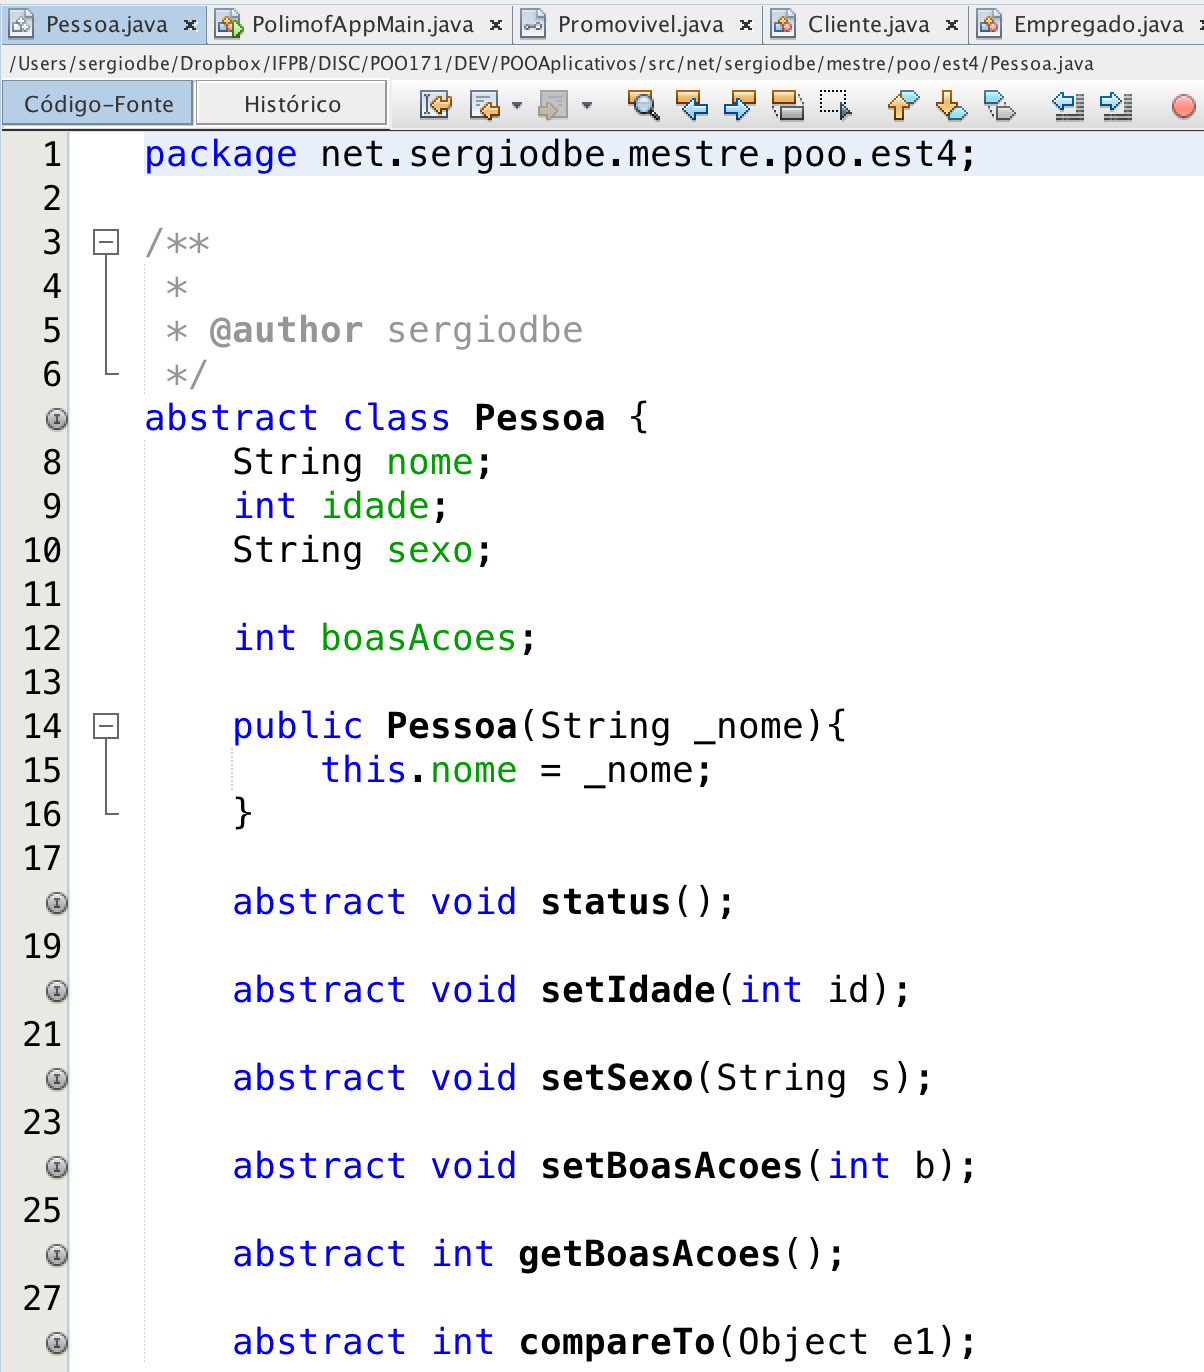 Pessoa.java × PolimofAppMain.java × Promovivel.java × Cliente.java × Empregado.java
/Users/sergiodbe/Dropbox/IFPB/DISC/POO171/DEV/POOAplicativos/src/net/sergiodbe/mestre/poo/est4/Pessoa.java
Código-Fonte Histórico
1 package net.sergiodbe.mestre.poo.est4;
2
3 /**
4 *
5 * @author sergiodbe
6 */
abstract class Pessoa {
8 String nome;
9 int idade;
10 String sexo;
11
12 int boasAcoes;
13
14 public Pessoa(String _nome){
15 this.nome = _nome;
16 }
17
abstract void status();
19
abstract void setIdade(int id);
21
abstract void setSexo(String s);
23
abstract void setBoasAcoes(int b);
25
abstract int getBoasAcoes();
27
abstract int compareTo(Object e1);